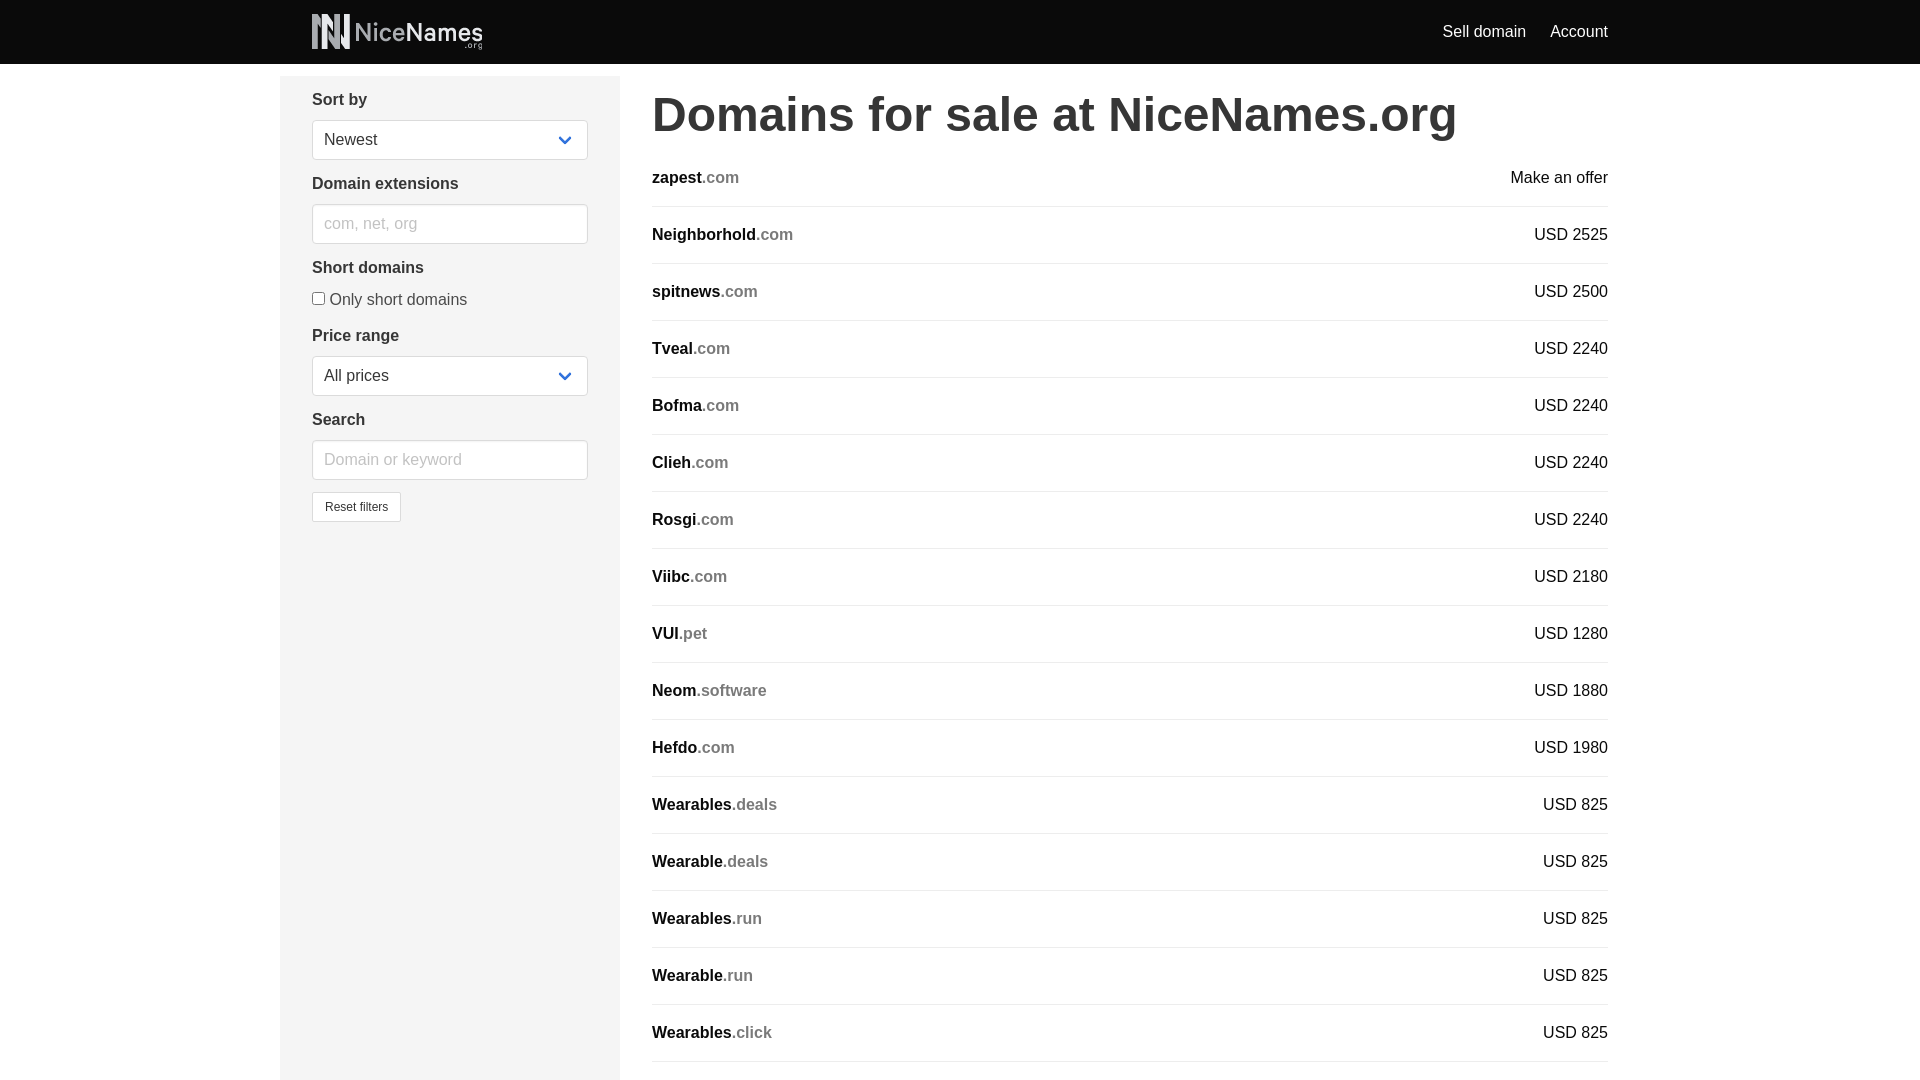 NiceNames
.org
Sell domain
Account
Sort by
Newest
Domain extensions
com, net, org
Short domains
Only short domains
Price range
All prices
Search
Domain or keyword
Reset filters
Domains for sale at NiceNames.org
zapest.com Make an offer
Neighborhold.com USD 2525
spitnews.com USD 2500
Tveal.com USD 2240
Bofma.com USD 2240
Clieh.com USD 2240
Rosgi.com USD 2240
Viibc.com USD 2180
VUI.pet USD 1280
Neom.software USD 1880
Hefdo.com USD 1980
Wearables.deals USD 825
Wearable.deals USD 825
Wearables.run USD 825
Wearable.run USD 825
Wearables.click USD 825